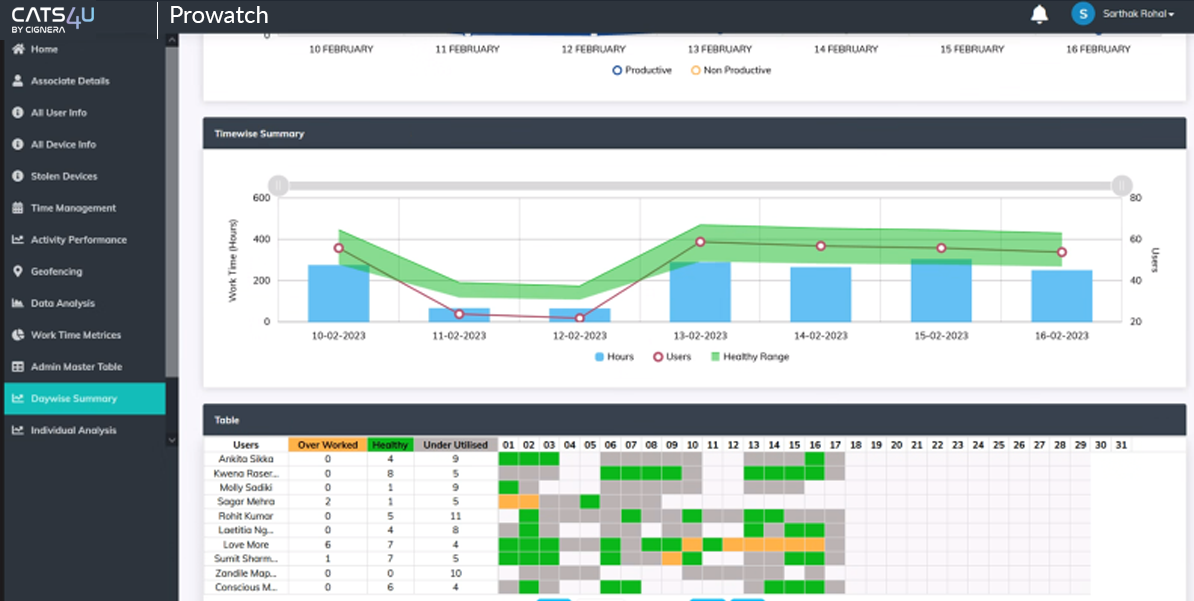 CATS4U
BY CIGNERA
Prowatch
S
Sarthak Rohal
Home
Associate Details
All User Info
All Device Info
Stolen Devices
Time Management
Activity Performance
Geofencing
Data Analysis
Work Time Metrices
Admin Master Table
Daywise Summary
Individual Analysis
0
10 FEBRUARY 11 FEBRUARY 12 FEBRUARY 13 FEBRUARY 14 FEBRUARY 15 FEBRUARY 16 FEBRUARY
Productive Non Productive
Timewise Summary
Work Time (Hours)
600 80
400 60
200 40
0 20
Users
10-02-2023 11-02-2023 12-02-2023 13-02-2023 14-02-2023 15-02-2023 16-02-2023
Hours Users Healthy Range
Table
Users Over Worked Healthy Under Utilised 01 02 03 04 05 06 07 08 09 10 11 12 13 14 15 16 17 18 19 20 21 22 23 24 25 26 27 28 29 30 31
Ankita Sikka 0 4 9
Kwena Raser... 0 8 5
Molly Sadiki 0 1 9
Sagar Mehra 2 1 5
Rohit Kumar 0 5 11
Laetitia Ng... 0 4 8
Love More 6 7 4
Sumit Sharm... 1 7 5
Zandile Map... 0 0 10
Conscious M... 0 6 4